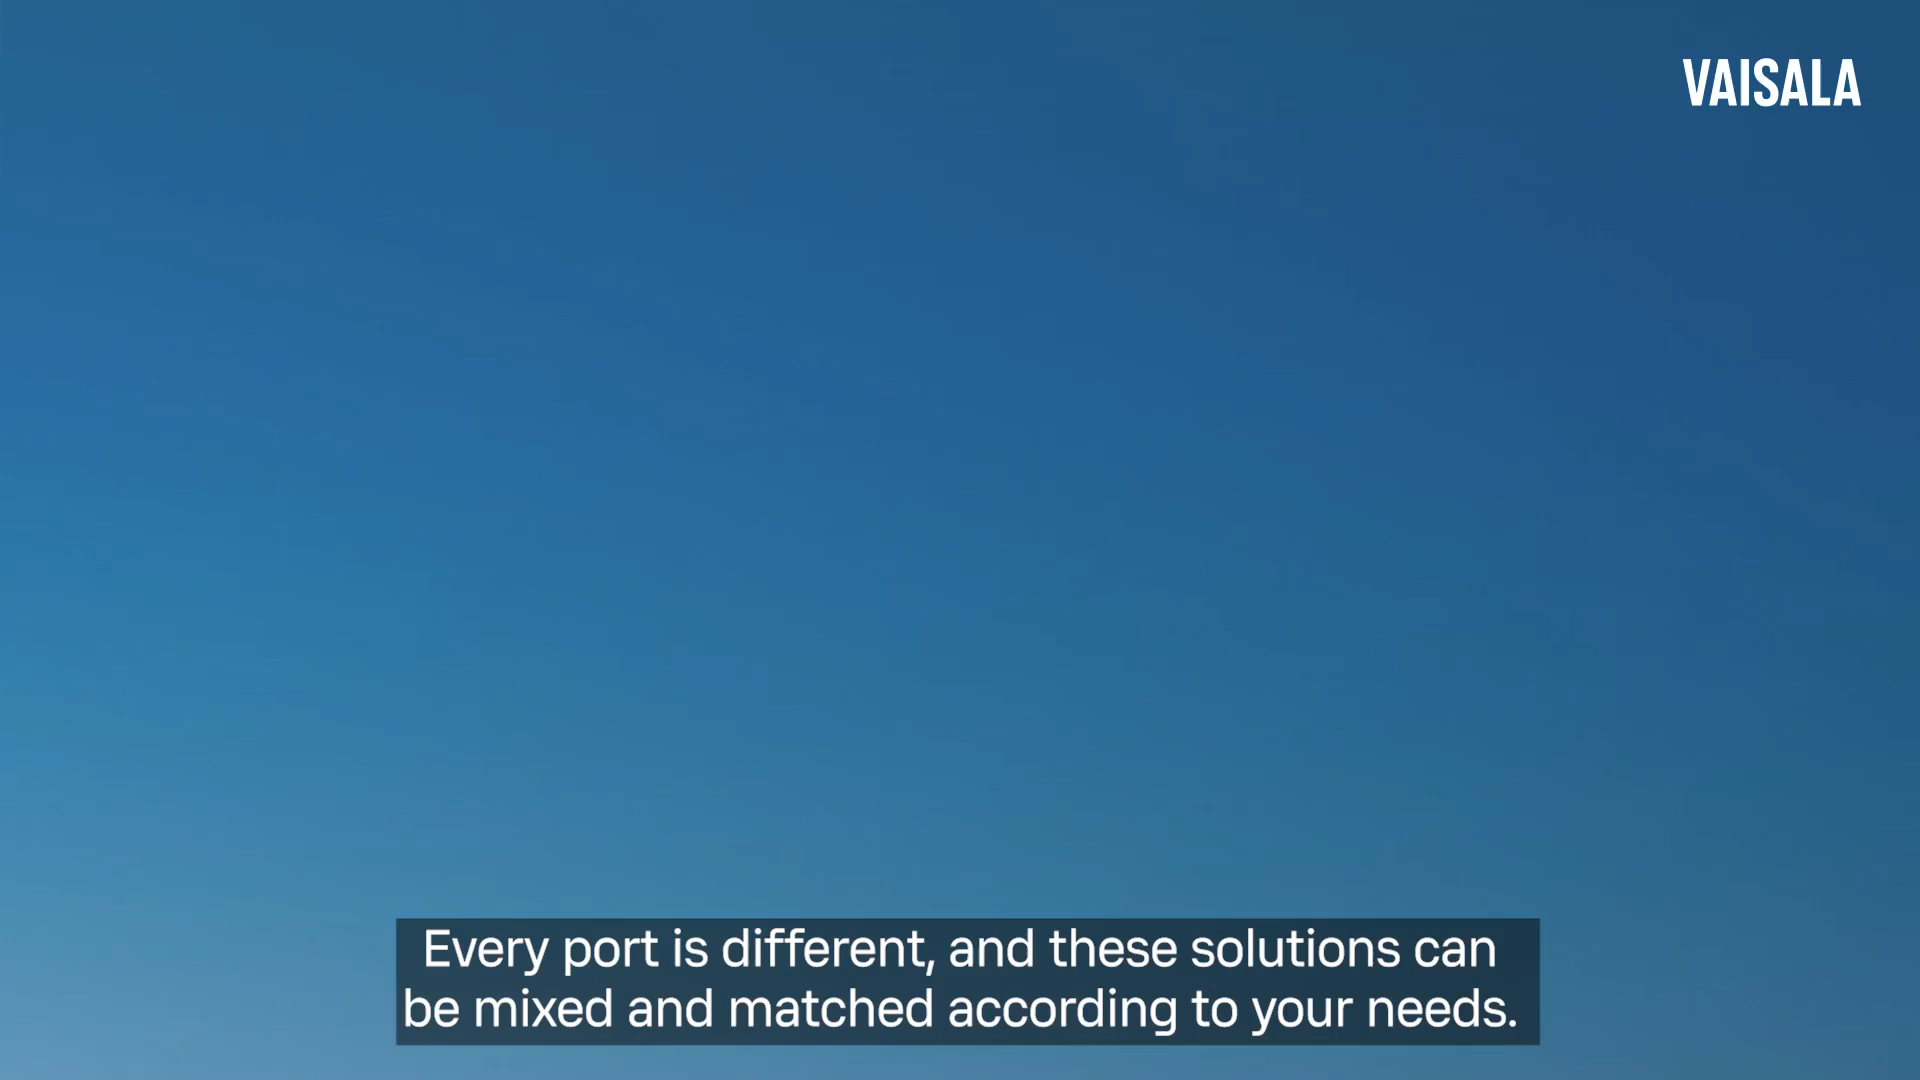 VAISALA
Every port is different, and these solutions can
be mixed and matched according to your needs.